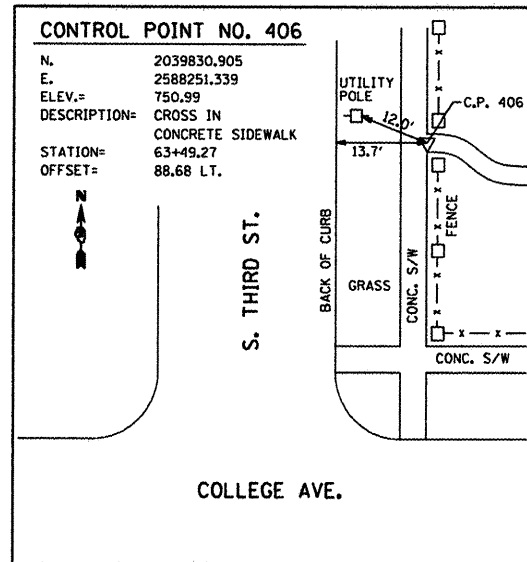 CONTROL POINT NO. 406
N. 2039830.905
E. 2588251.339
ELEV.= 750.99
DESCRIPTION= CROSS IN
CONCRETE SIDEWALK
STATION= 63+49.27
OFFSET= 88.68 LT.
N
UTILITY
POLE
C.P. 406
12.0'
13.7'
S. THIRD ST.
BACK OF CURB
GRASS
CONC. S/W
FENCE
x
x
x
x
x
x
x
CONC. S/W
COLLEGE AVE.